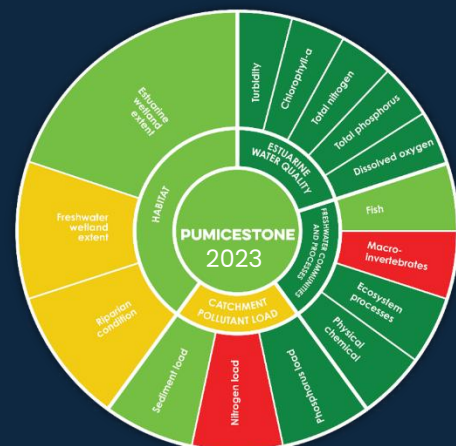 PUMICESTONE
2023
ESTUARINE
WATER QUALITY
Turbidity
Chlorophyll-a
Total nitrogen
Total phosphorus
Dissolved oxygen
FRESHWATER COMMUNITIES
AND PROCESSES
Fish
Macro-
invertebrates
Ecosystem
processes
Physical
chemical
CATCHMENT
POLLUTANT LOAD
Phosphorus load
Nitrogen load
Sediment load
HABITAT
Riparian
condition
Freshwater
wetland
extent
Estuarine
wetland
extent